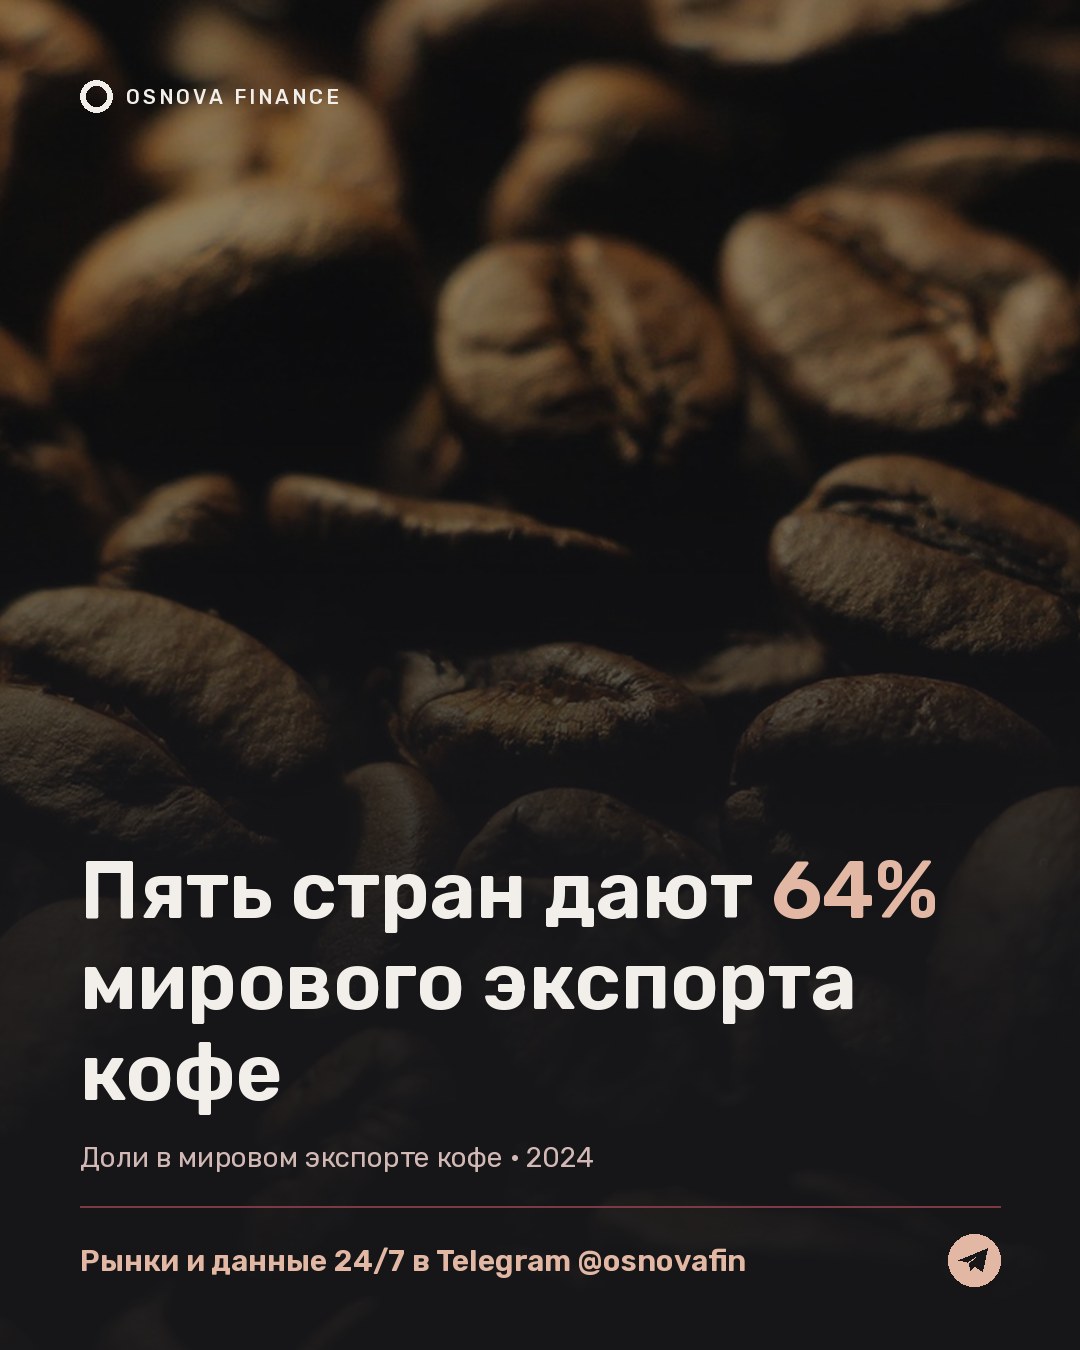 OSNOVA FINANCE
Пять стран дают 64%
мирового экспорта
кофе
Доли в мировом экспорте кофе • 2024
Рынки и данные 24/7 в Telegram @osnovafin